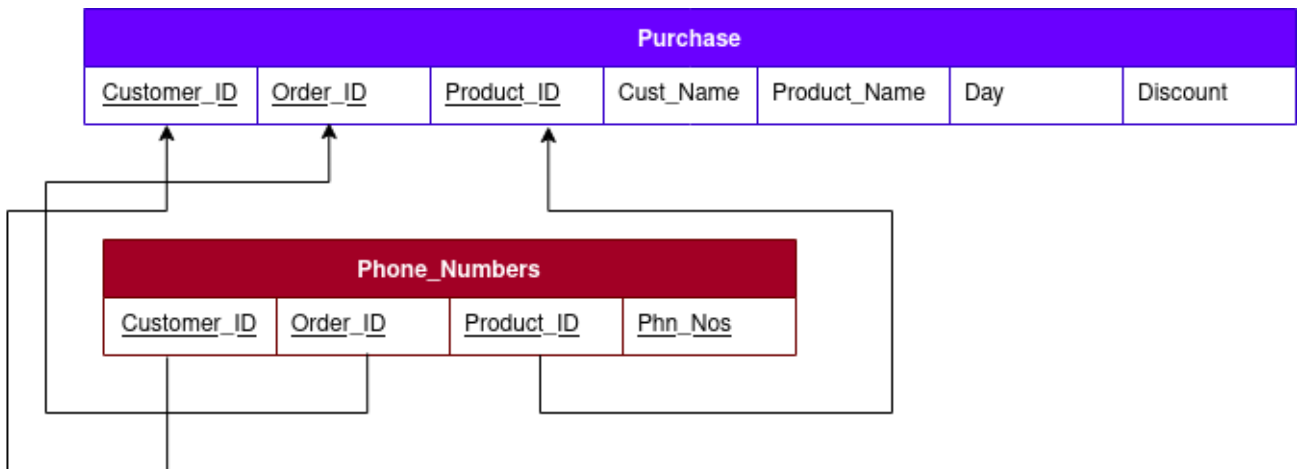 Purchase
Customer_ID Order_ID Product_ID Cust_Name Product_Name Day Discount
Phone_Numbers
Customer_ID Order_ID Product_ID Phn_Nos